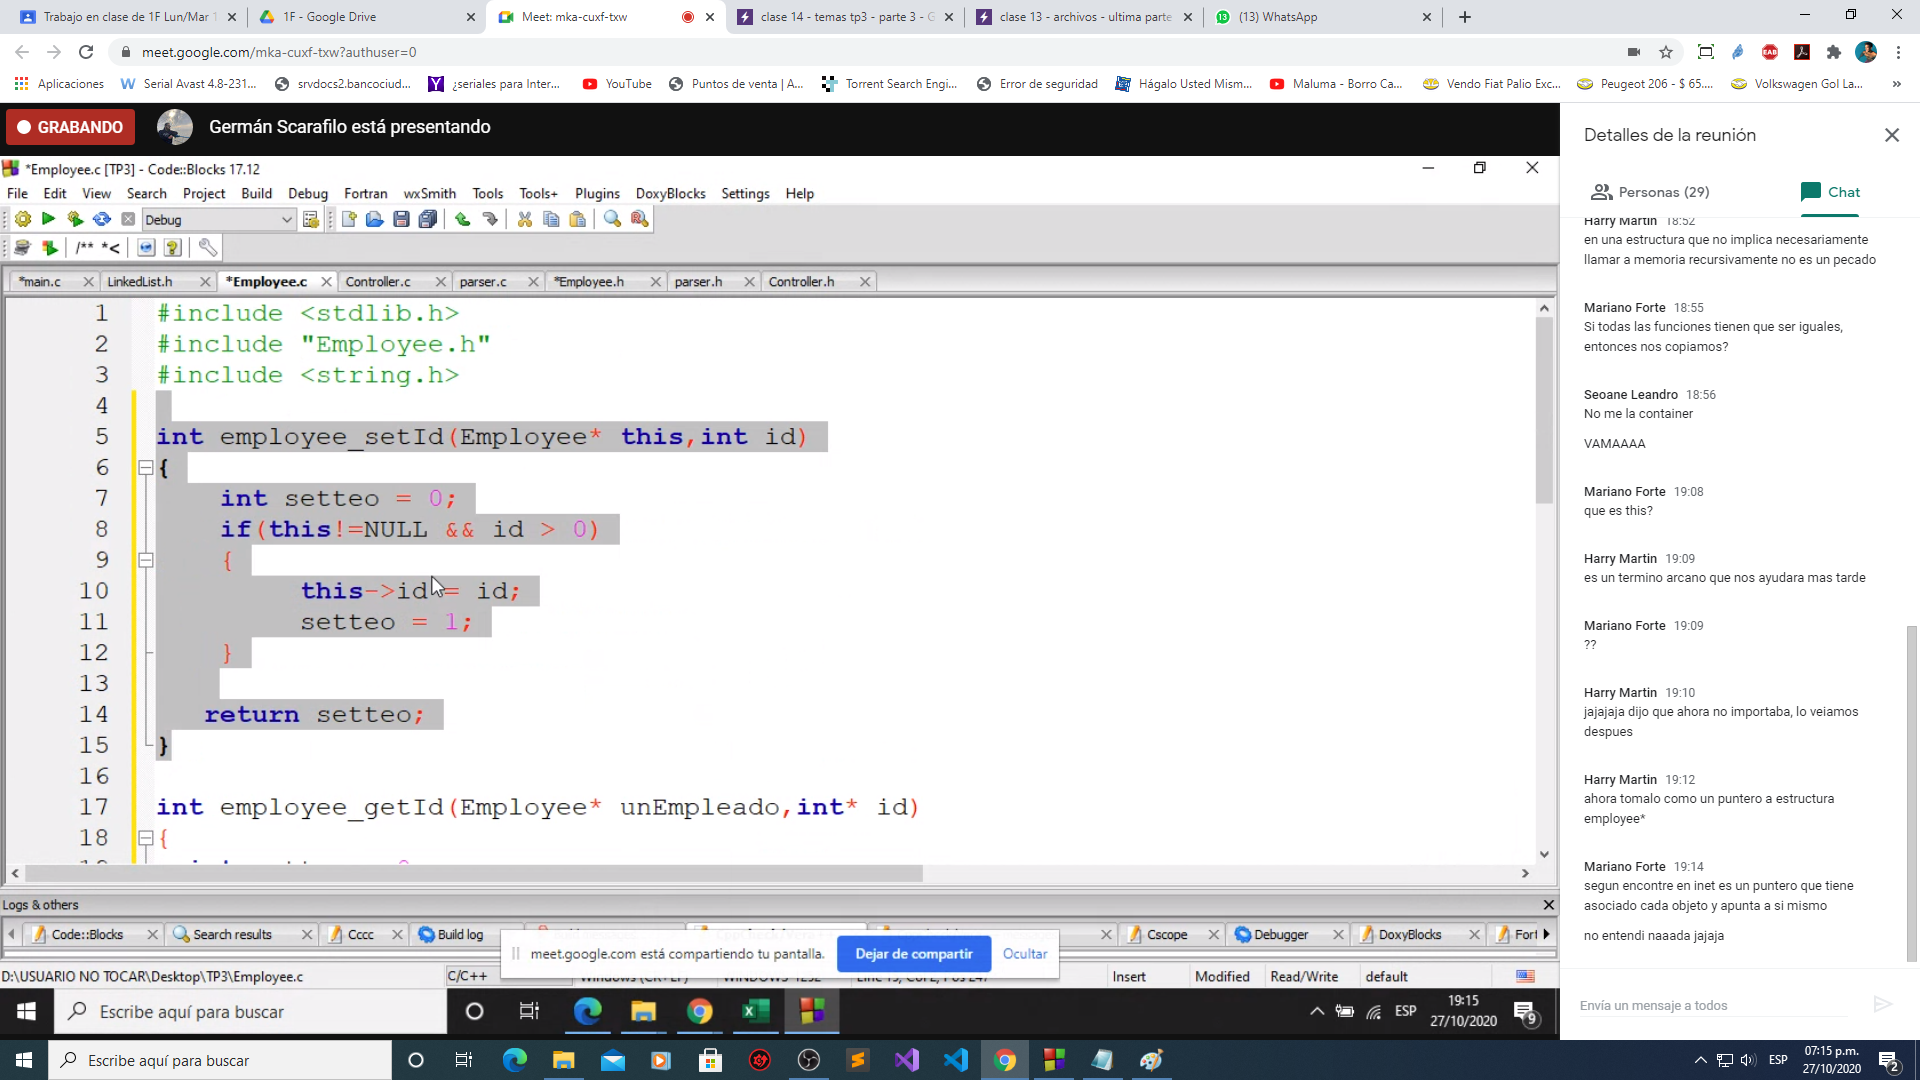 Trabajo en clase de 1F Lun/Mar 1
1F - Google Drive
Meet: mka-cuxf-txw
clase 14 - temas tp3 - parte 3 - G
clase 13 - archivos - ultima parte
(13) WhatsApp
meet.google.com/mka-cuxf-txw?authuser=0
Aplicaciones
Serial Avast 4.8-231...
srvdocs2.bancociud...
¿seriales para Inter...
YouTube
Puntos de venta | A...
Torrent Search Engi...
Error de seguridad
Hágalo Usted Mism...
Maluma - Borro Ca...
Vendo Fiat Palio Exc...
Peugeot 206 - $ 65....
Volkswagen Gol La...
GRABANDO
Germán Scarafilo está presentando
*Employee.c [TP3] - Code::Blocks 17.12
File Edit View Search Project Build Debug Fortran wxSmith Tools Tools+ Plugins DoxyBlocks Settings Help
Debug
/** *<
*main.c
LinkedList.h
*Employee.c
Controller.c
parser.c
*Employee.h
parser.h
Controller.h
1 #include <stdlib.h>
2 #include "Employee.h"
3 #include <string.h>
4
5 int employee_setId(Employee* this,int id)
6 {
7 int setteo = 0;
8 if(this!=NULL && id > 0)
9 {
10 this->id = id;
11 setteo = 1;
12 }
13
14 return setteo;
15 }
16
17 int employee_getId(Employee* unEmpleado,int* id)
18 {
Logs & others
Code::Blocks
Search results
Cccc
Build log
Cscope
Debugger
DoxyBlocks
Fort
meet.google.com está compartiendo tu pantalla.
Dejar de compartir
Ocultar
D:\USUARIO NO TOCAR\Desktop\TP3\Employee.c
C/C++
Insert
Modified
Read/Write
default
Escribe aquí para buscar
ESP
19:15
27/10/2020
9
Detalles de la reunión
Personas (29)
Chat
Harry Martin 18:52
en una estructura que no implica necesariamente
llamar a memoria recursivamente no es un pecado
Mariano Forte 18:55
Si todas las funciones tienen que ser iguales,
entonces nos copiamos?
Seoane Leandro 18:56
No me la container
VAMAAAA
Mariano Forte 19:08
que es this?
Harry Martin 19:09
es un termino arcano que nos ayudara mas tarde
Mariano Forte 19:09
??
Harry Martin 19:10
jajajaja dijo que ahora no importaba, lo veiamos
despues
Harry Martin 19:12
ahora tomalo como un puntero a estructura
employee*
Mariano Forte 19:14
segun encontre en inet es un puntero que tiene
asociado cada objeto y apunta a si mismo
no entendi naaada jajaja
Envía un mensaje a todos
Escribe aquí para buscar
ESP
07:15 p.m.
27/10/2020
2